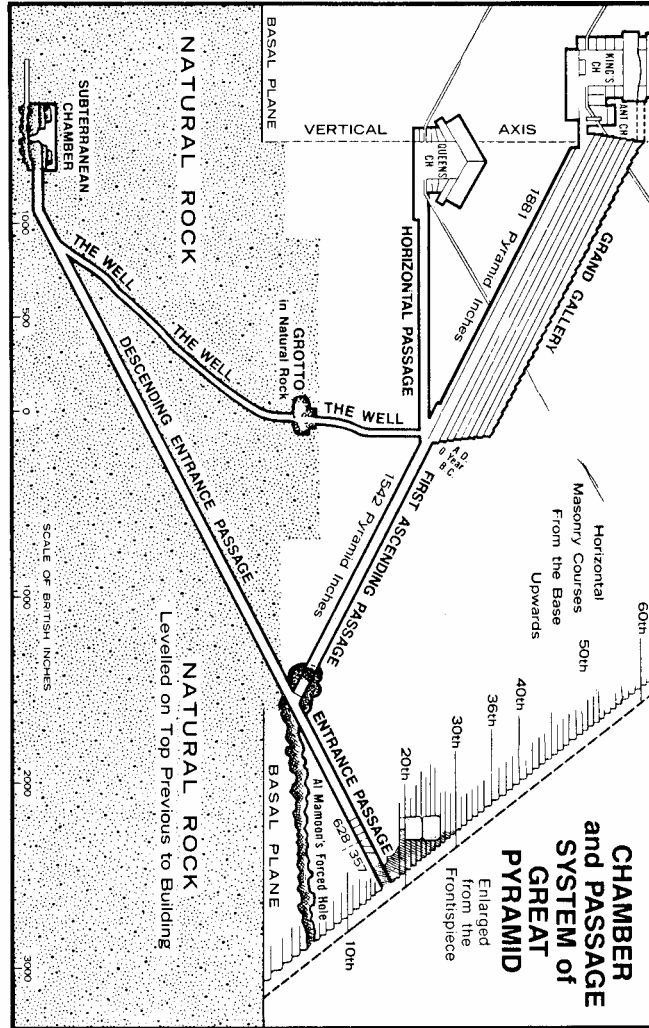 CHAMBER
and PASSAGE
SYSTEM of
GREAT
PYRAMID
Enlarged
from the
Frontispiece
60th
50th
40th
36th
30th
20th
10th
Horizontal
Masonry Courses
From the Base
Upwards
KING'S
CH
ANT CH
GRAND GALLERY
1881 Pyramid Inches
VERTICAL
AXIS
QUEENS
CH
HORIZONTAL PASSAGE
A.D.
0 Year
B.C.
FIRST ASCENDING PASSAGE
1542 Pyramid Inches
ENTRANCE PASSAGE
628
357
Al Mamoon's Forced Hole
BASAL PLANE
BASAL PLANE
THE WELL
GROTTO
in Natural Rock
THE WELL
THE WELL
DESCENDING ENTRANCE PASSAGE
NATURAL ROCK
SUBTERRANEAN
CHAMBER
NATURAL ROCK
Levelled on Top Previous to Building
SCALE OF BRITISH INCHES
1000
500
0
1000
2000
3000